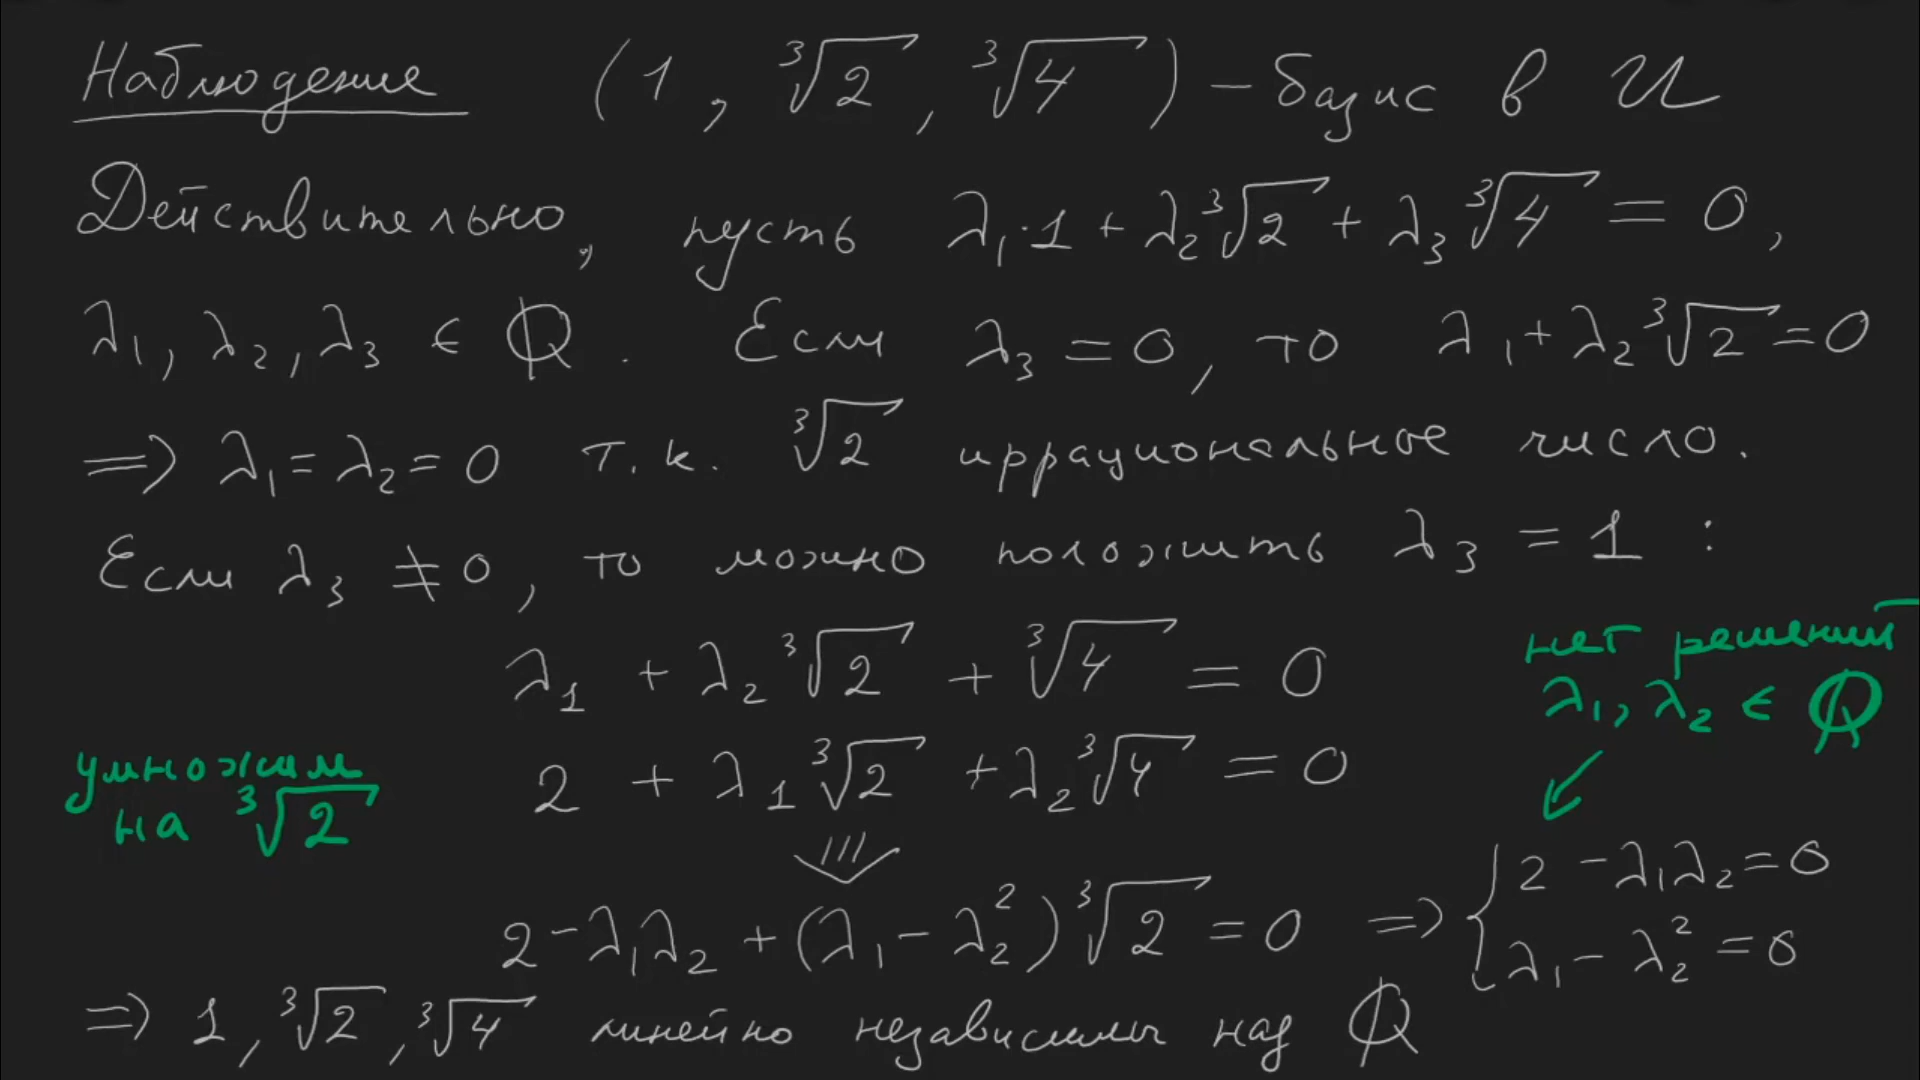 Наблюдение (1, ∛2, ∛4) – базис в U
Действительно, пусть λ₁·1 + λ₂∛2 + λ₃∛4 = 0,
λ₁, λ₂, λ₃ ∈ ℚ. Если λ₃ = 0, то λ₁ + λ₂∛2 = 0
⇒ λ₁ = λ₂ = 0 т.к. ∛2 иррациональное число.
Если λ₃ ≠ 0, то можно положить λ₃ = 1 :
λ₁ + λ₂∛2 + ∛4 = 0
нет решений
λ₁, λ₂ ∈ ℚ
умножим
на ∛2
2 + λ₁∛2 + λ₂∛4 = 0
2 - λ₁λ₂ + (λ₁ - λ₂²)∛2 = 0 ⇒ { 2 - λ₁λ₂ = 0
λ₁ - λ₂² = 0
⇒ 1, ∛2, ∛4 линейно независимы над ℚ